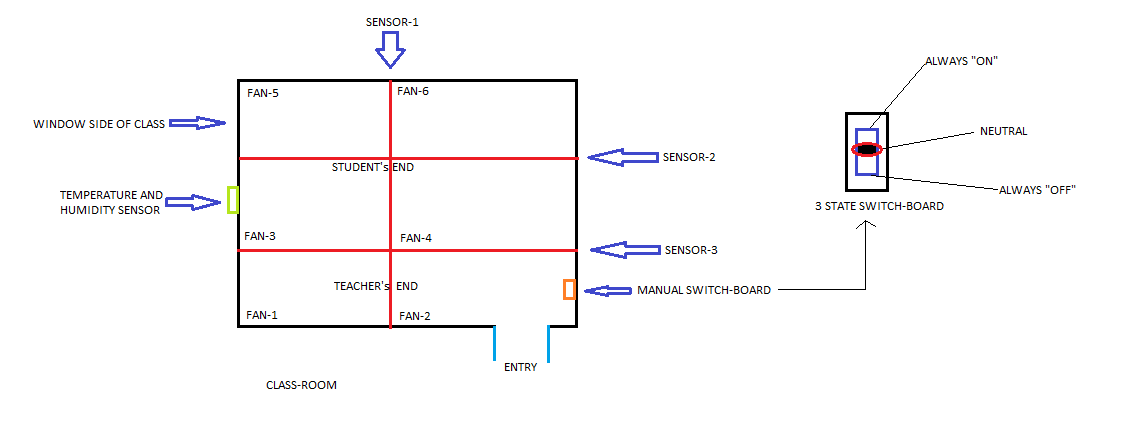 SENSOR-1
FAN-5
FAN-6
WINDOW SIDE OF CLASS
STUDENT's END
SENSOR-2
TEMPERATURE AND
HUMIDITY SENSOR
FAN-3
FAN-4
SENSOR-3
TEACHER's END
MANUAL SWITCH-BOARD
FAN-1
FAN-2
ENTRY
CLASS-ROOM
ALWAYS "ON"
NEUTRAL
ALWAYS "OFF"
3 STATE SWITCH-BOARD